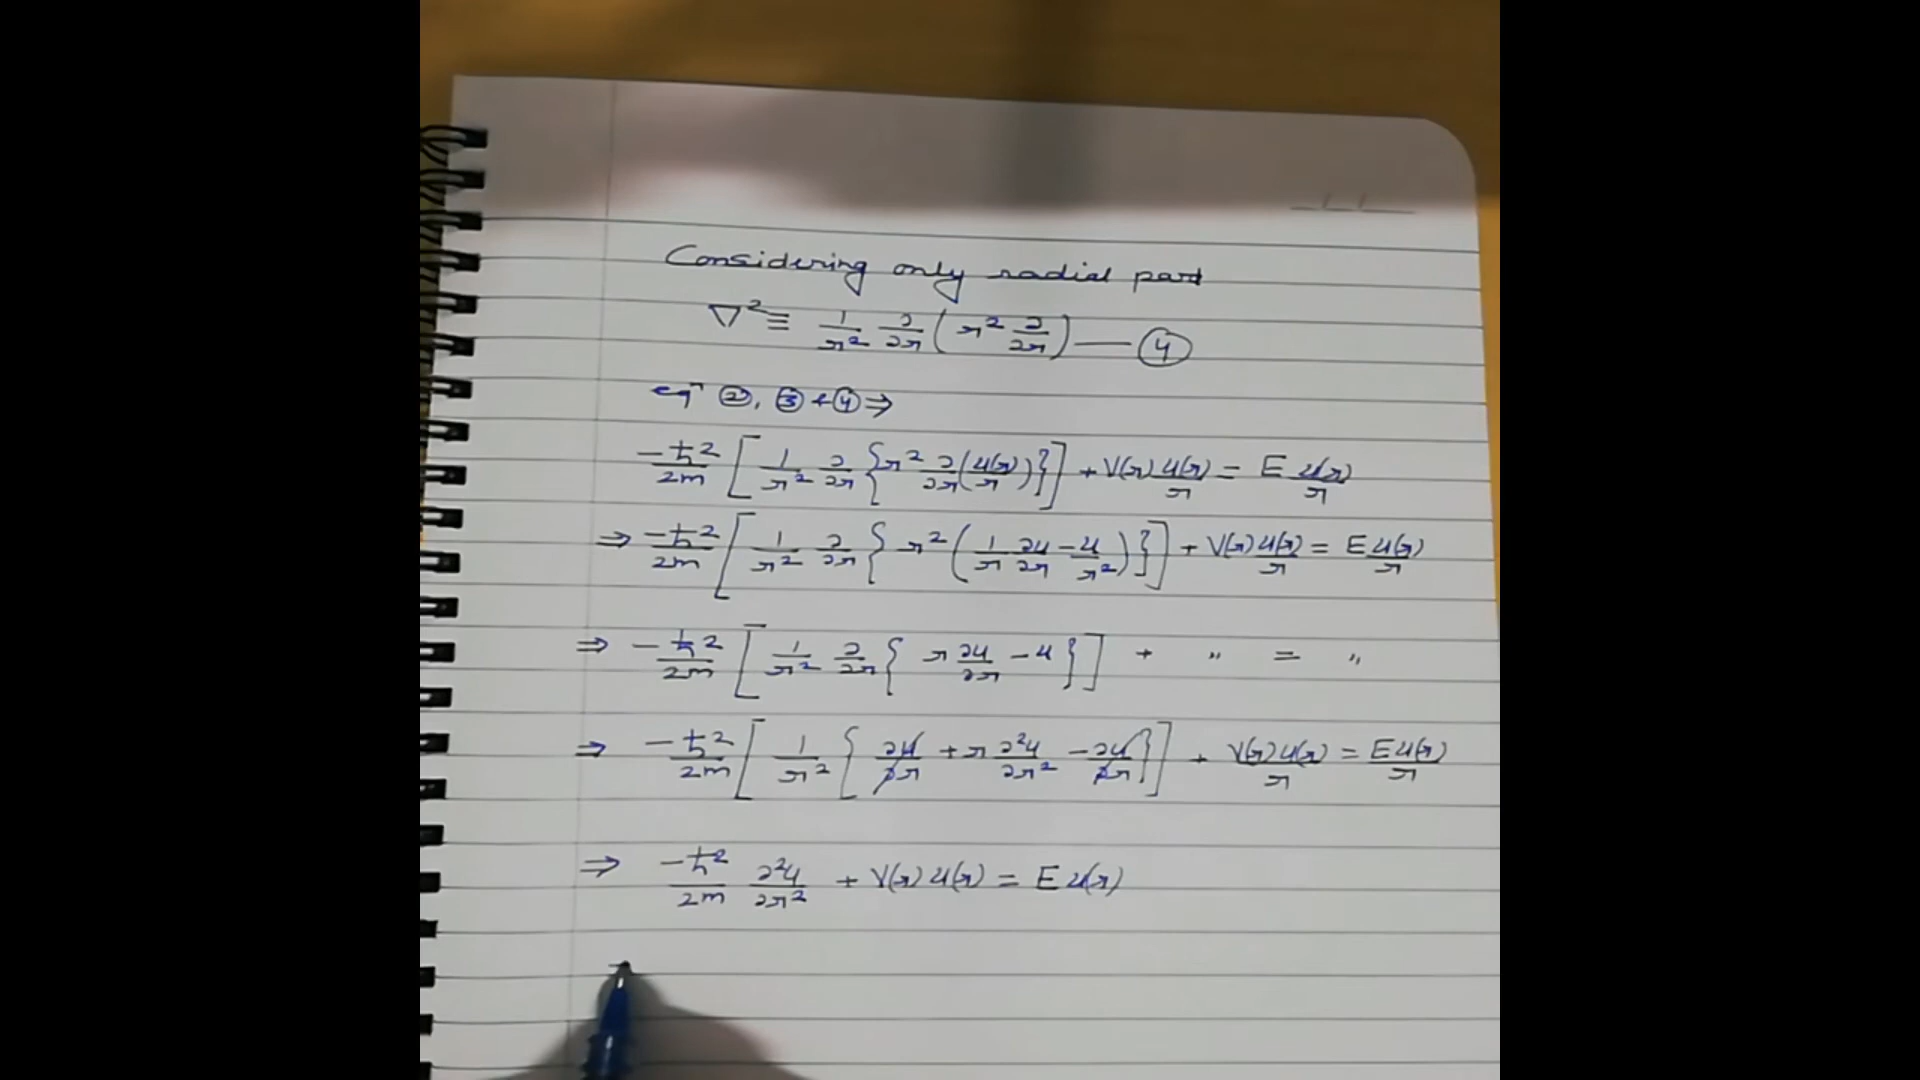 Considering only radial part
∇² ≡ 1/r² ∂/∂r (r² ∂/∂r) — ④
eqⁿ ②, ③ + ④ ⇒
-ħ²/2m [1/r² ∂/∂r {r² ∂/∂r (u(r)/r)}] + V(r) u(r)/r = E u(r)/r
⇒ -ħ²/2m [1/r² ∂/∂r {r² (1/r ∂u/∂r - u/r²)}] + V(r) u(r)/r = E u(r)/r
⇒ -ħ²/2m [1/r² ∂/∂r {r ∂u/∂r - u}] + " = "
⇒ -ħ²/2m [1/r² {∂u/∂r + r ∂²u/∂r² - ∂u/∂r}] + V(r) u(r)/r = E u(r)/r
⇒ -ħ²/2m ∂²u/∂r² + V(r) u(r) = E u(r)